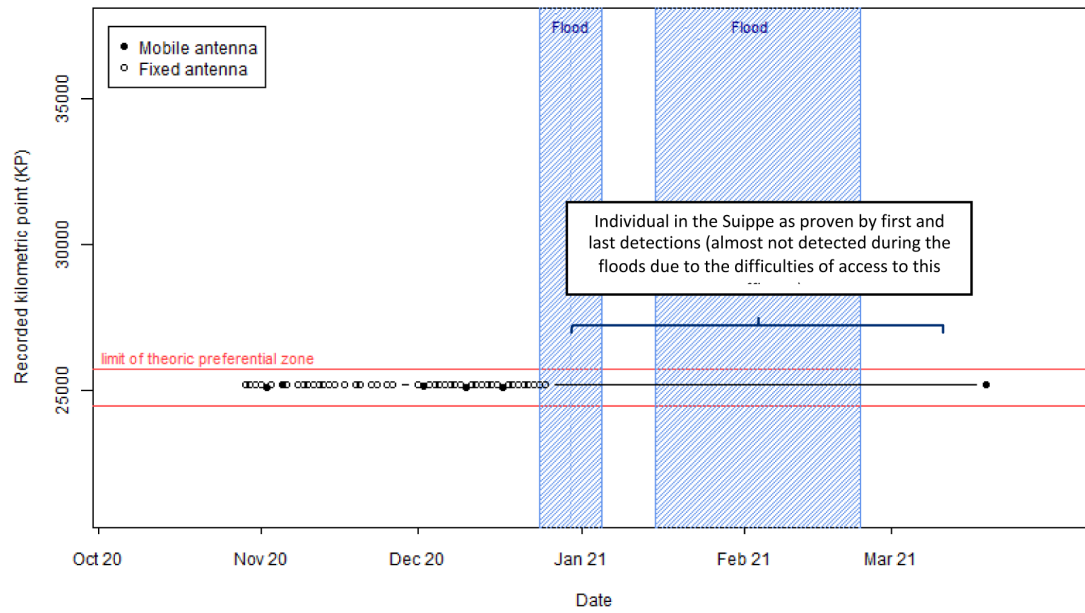 Flood
Flood
Mobile antenna
Fixed antenna
35000
30000
25000
Recorded kilometric point (KP)
Individual in the Suippe as proven by first and
last detections (almost not detected during the
floods due to the difficulties of access to this
limit of theoric preferential zone
Oct 20
Nov 20
Dec 20
Jan 21
Feb 21
Mar 21
Date